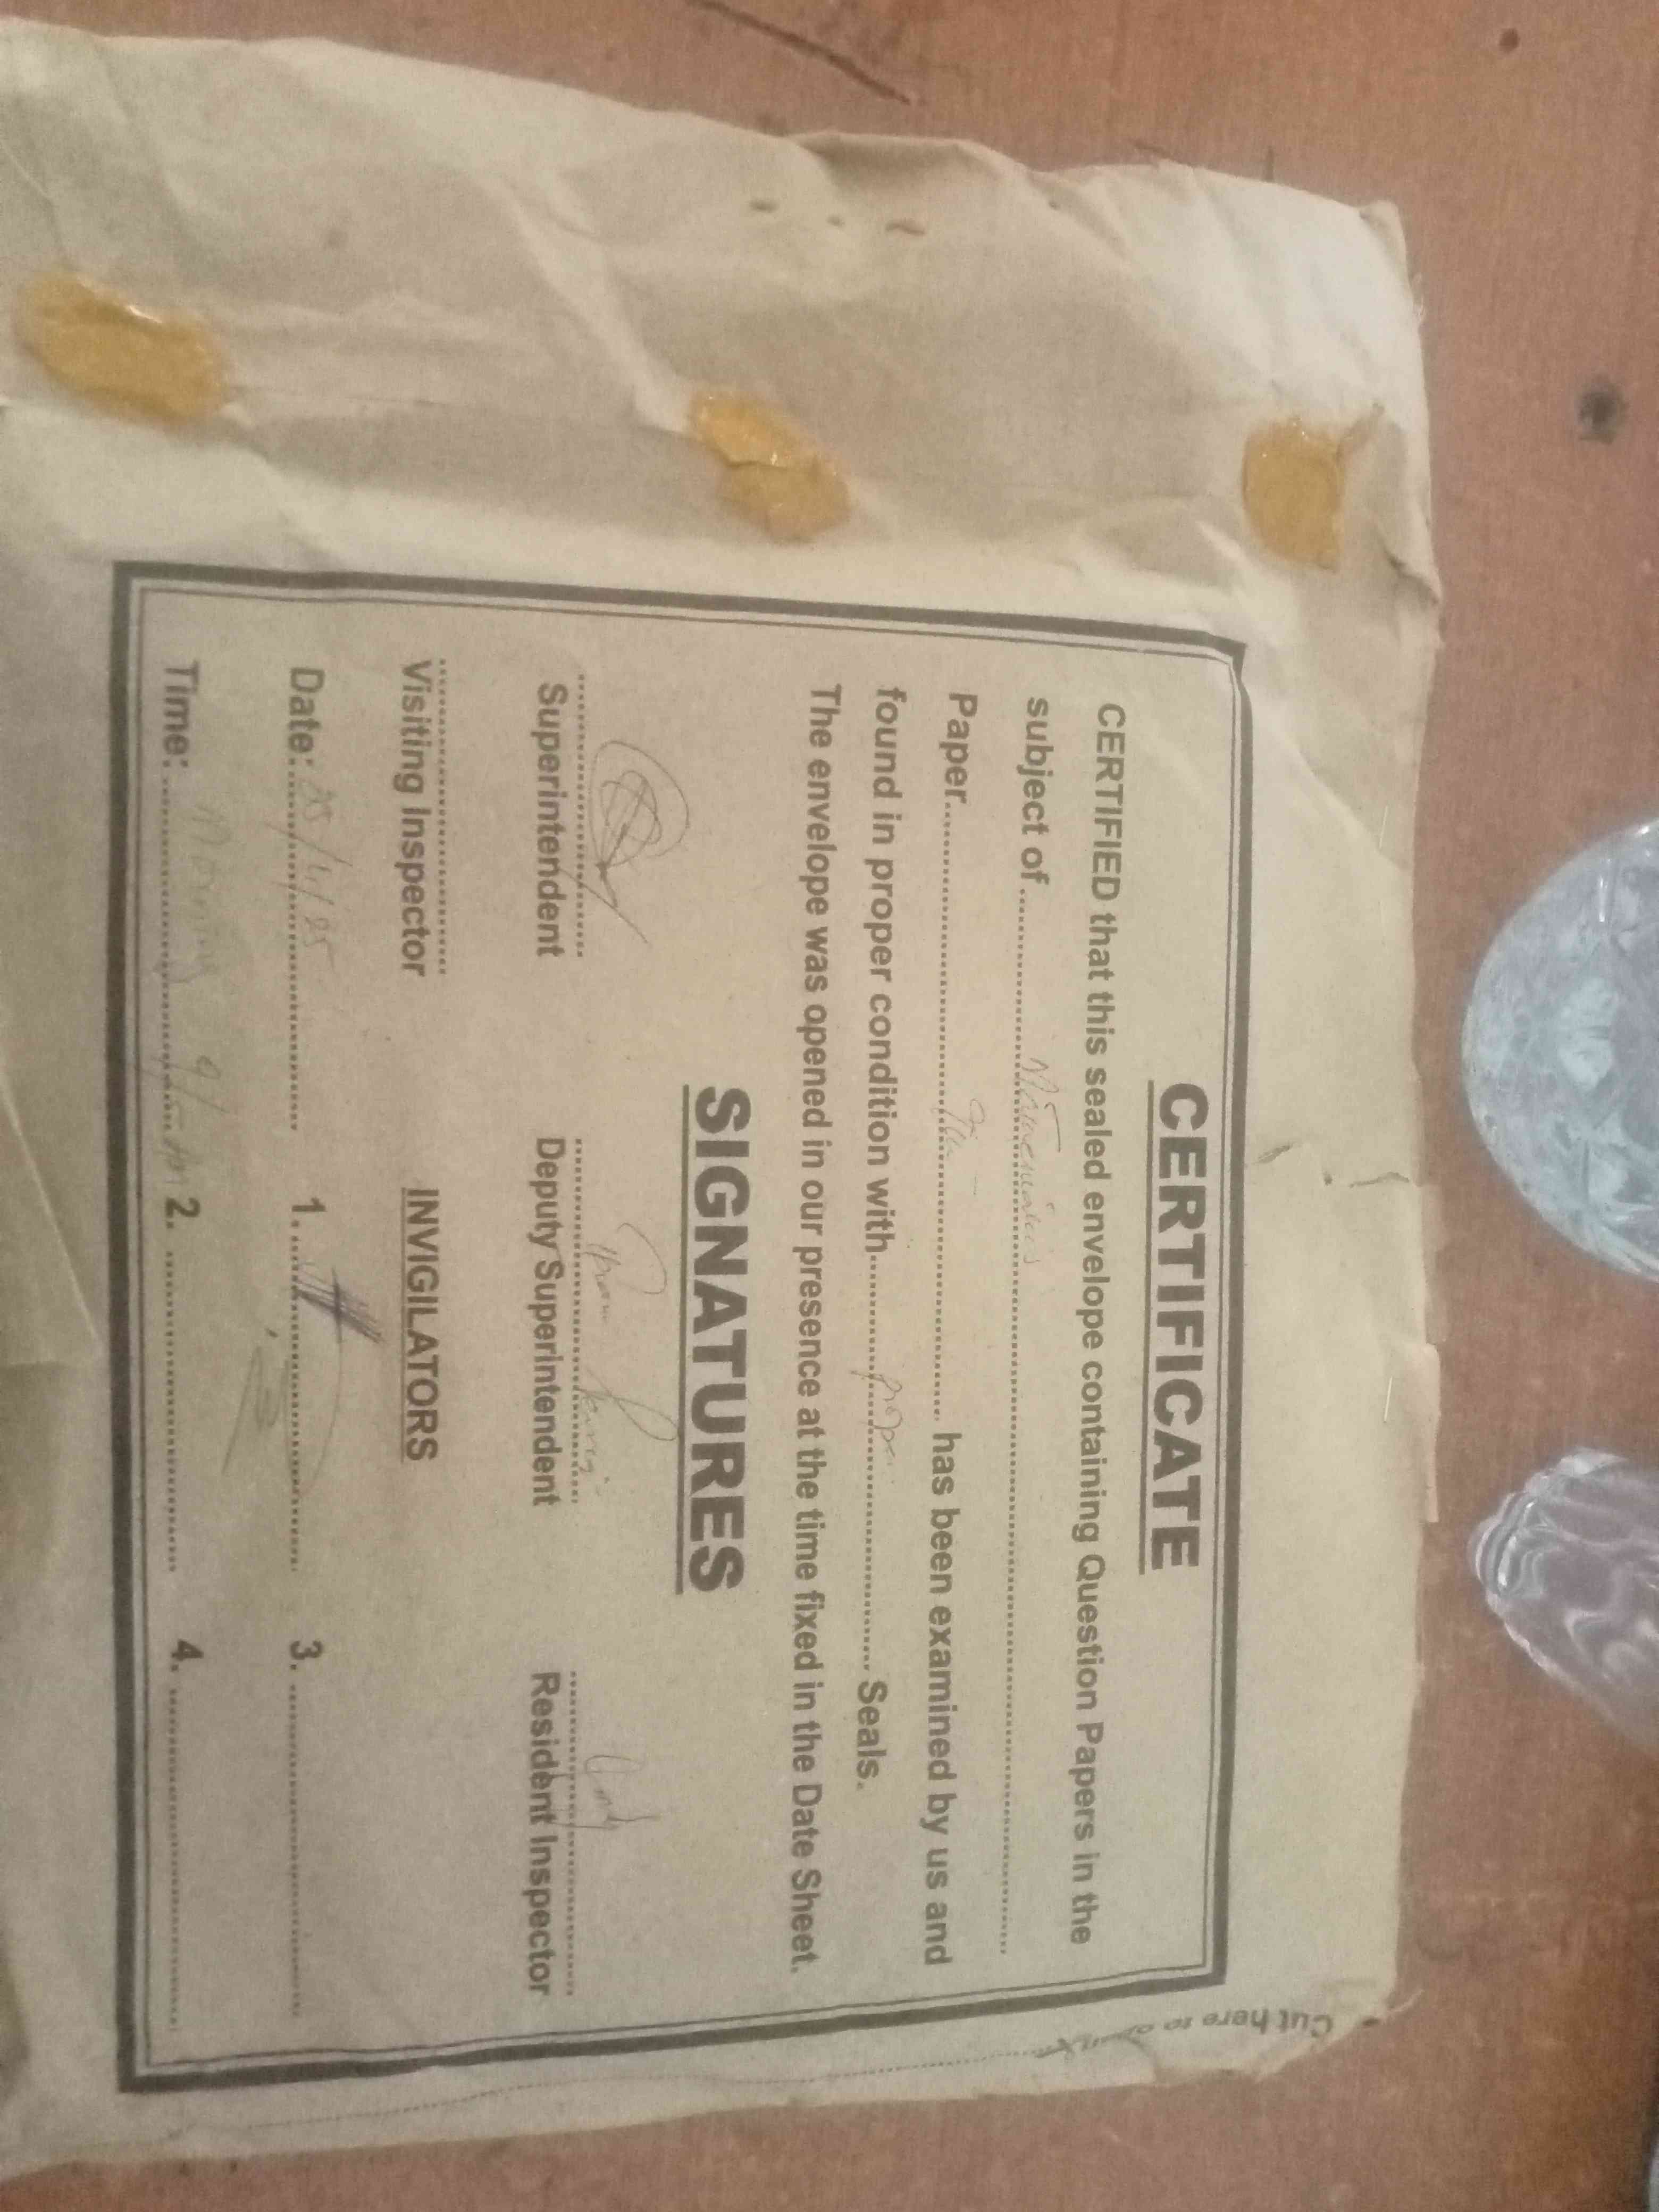 CERTIFICATE
CERTIFIED that this sealed envelope containing Question Papers in the
subject of .......... Mathematics ..........
Paper.................... has been examined by us and
found in proper condition with.......... proper .......... Seals.
The envelope was opened in our presence at the time fixed in the Date Sheet.
SIGNATURES
Superintendent Deputy Superintendent Resident Inspector
Visiting Inspector INVIGILATORS
Date: 1. 3.
Time: Morning 2. 4.
Cut here to open